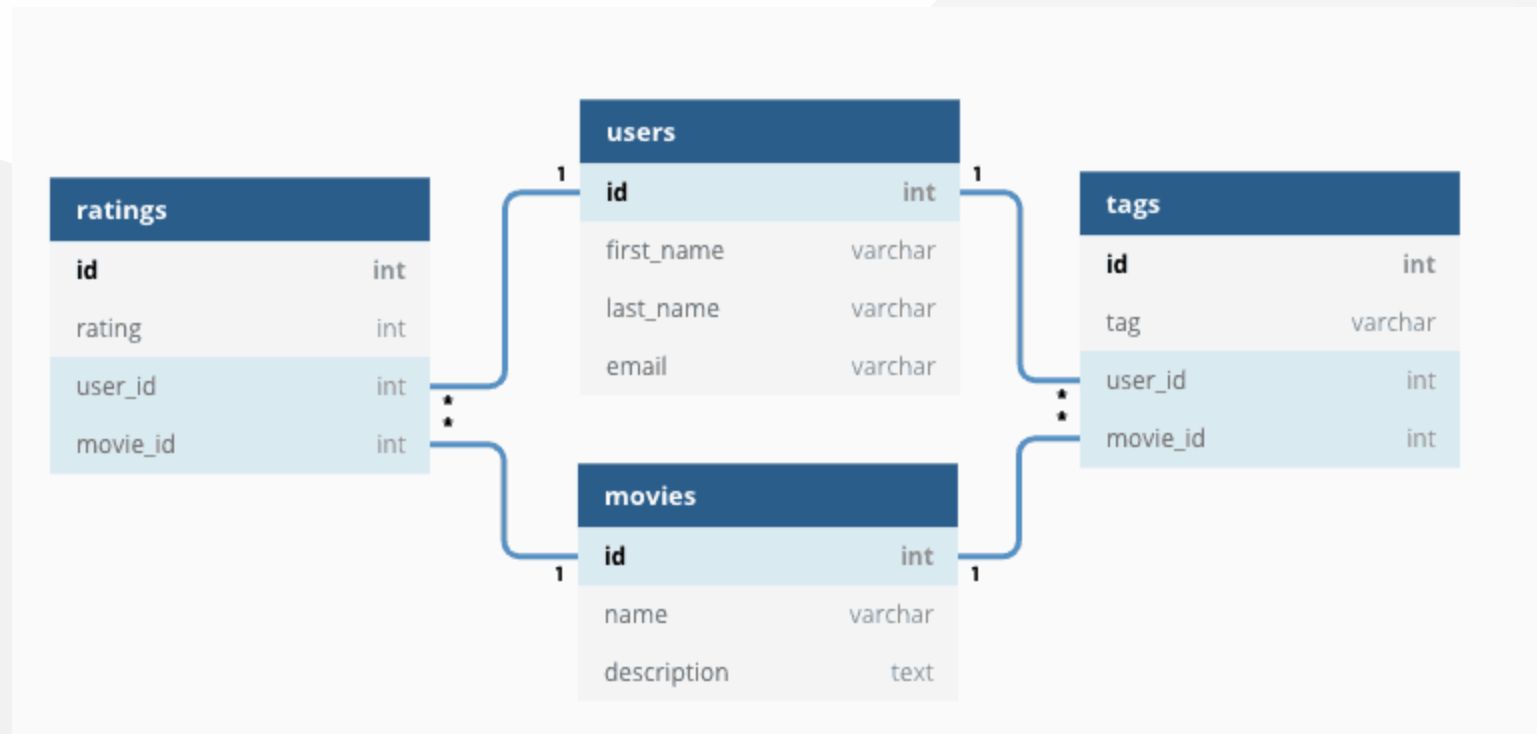 users
1
id int
1
first_name varchar
last_name varchar
email varchar
ratings
id int
rating int
user_id int
*
*
movie_id int
tags
id int
tag varchar
user_id int
*
*
movie_id int
movies
id int
1
1
name varchar
description text